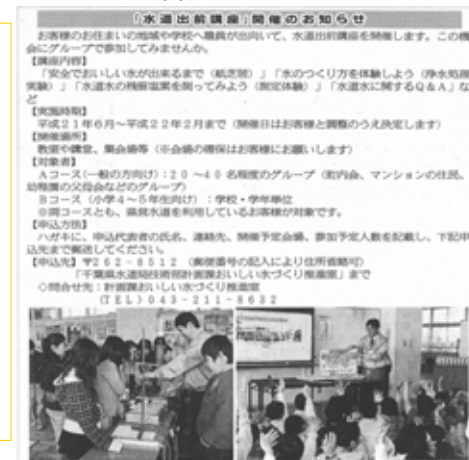 「水道出前講座」開催のお知らせ
お客様のお住まいの地域や学校へ職員が出向いて、水道出前講座を開催します。この機
会にグループで参加してみませんか。
【講座内容】
「安全でおいしい水が出来るまで（紙芝居）」「水のつくり方を体験しよう（浄水処理
実験）」「水道水の残留塩素を測ってみよう（測定体験）」「水道水に関するQ＆A」な
ど
【実施時期】
平成２１年６月～平成２２年２月まで（開催日はお客様と調整のうえ決定します）
【開催場所】
教室や講堂、集会場等（※会場の確保はお客様にお願いします）
【対象者】
Ａコース（一般の方向け）：２０～４０名程度のグループ（町内会、マンションの住民、
幼稚園の父母会などのグループ）
Ｂコース（小学４～５年生向け）：学校・学年単位
※両コースとも、県営水道を利用しているお客様が対象です。
【申込方法】
ハガキに、申込代表者の氏名、連絡先、開催予定会場、参加予定人数を記載し、下記申
込先まで郵送してください。
【申込先】〒２６２－８５１２（郵便番号の記入により住所省略可）
「千葉県水道局技術部計画課おいしい水づくり推進室」まで
◇問合せ先：計画課おいしい水づくり推進室
（ＴＥＬ）０４３－２１１－８６３２